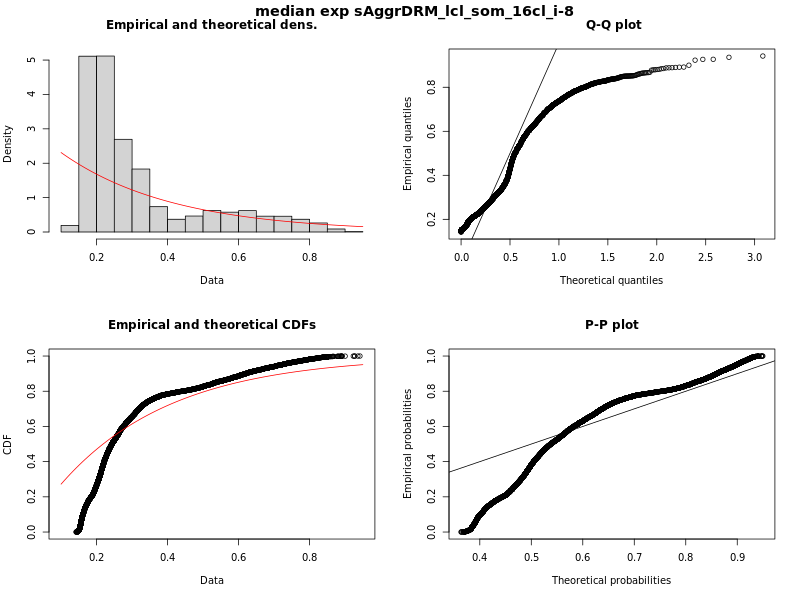 median exp sAggrDRM_lcl_som_16cl_i-8
Empirical and theoretical dens.
Density
0 1 2 3 4 5
0.2 0.4 0.6 0.8
Data
Q-Q plot
Empirical quantiles
0.2 0.4 0.6 0.8
0.0 0.5 1.0 1.5 2.0 2.5 3.0
Theoretical quantiles
Empirical and theoretical CDFs
CDF
0.0 0.2 0.4 0.6 0.8 1.0
0.2 0.4 0.6 0.8
Data
P-P plot
Empirical probabilities
0.0 0.2 0.4 0.6 0.8 1.0
0.4 0.5 0.6 0.7 0.8 0.9
Theoretical probabilities